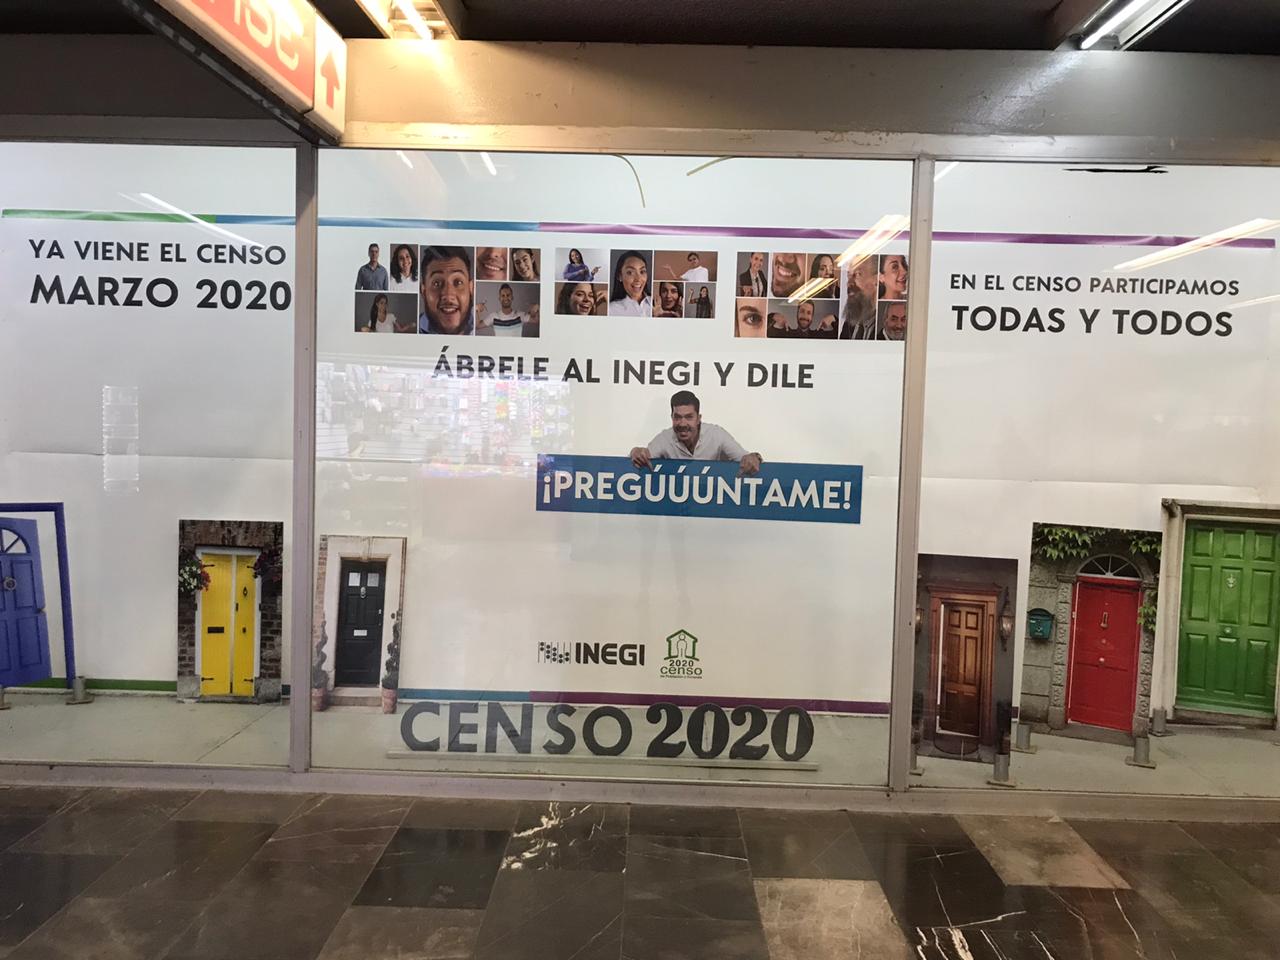 YA VIENE EL CENSO
MARZO 2020
ÁBRELE AL INEGI Y DILE
¡PREGÚÚÚNTAME!
INEGI
2020
censo
CENSO 2020
EN EL CENSO PARTICIPAMOS
TODAS Y TODOS